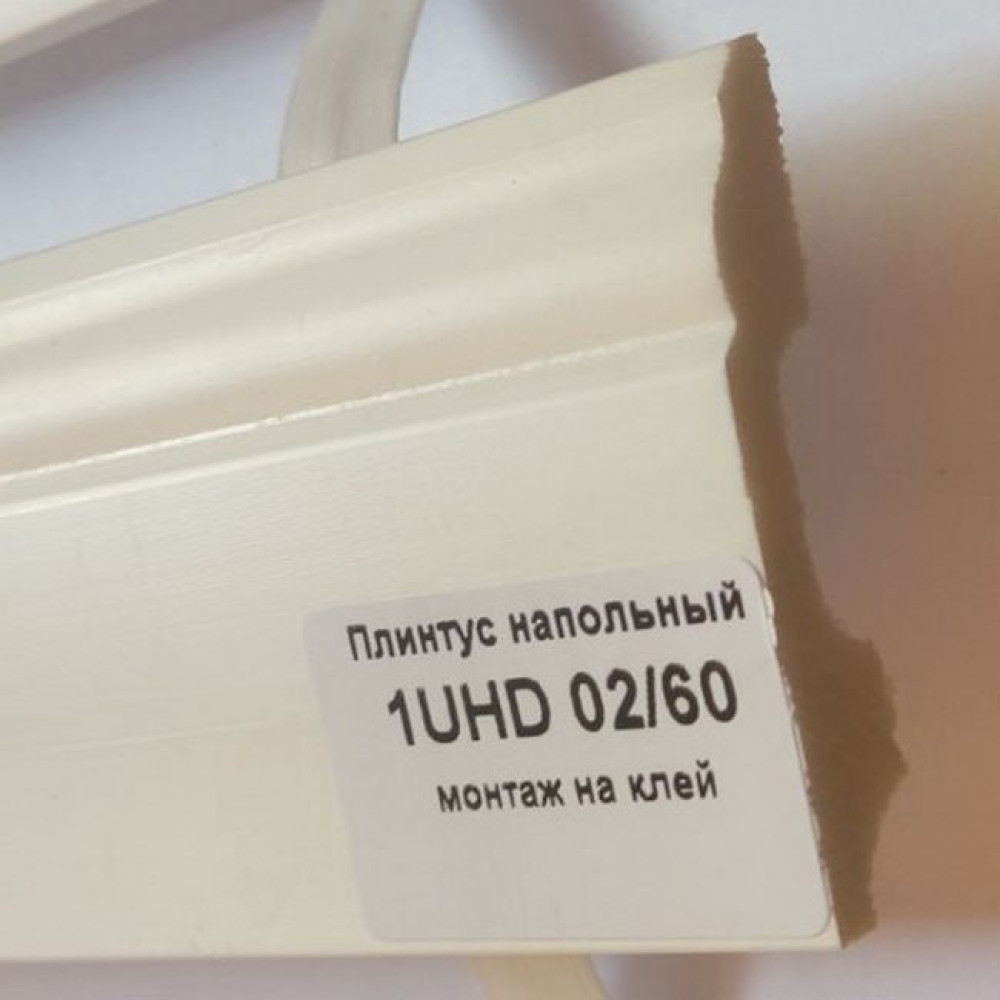 Плинтус напольный
1UHD 02/60
монтаж на клей